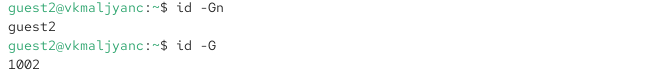 guest2@vkmaljyanc:~$ id -Gn
guest2
guest2@vkmaljyanc:~$ id -G
1002